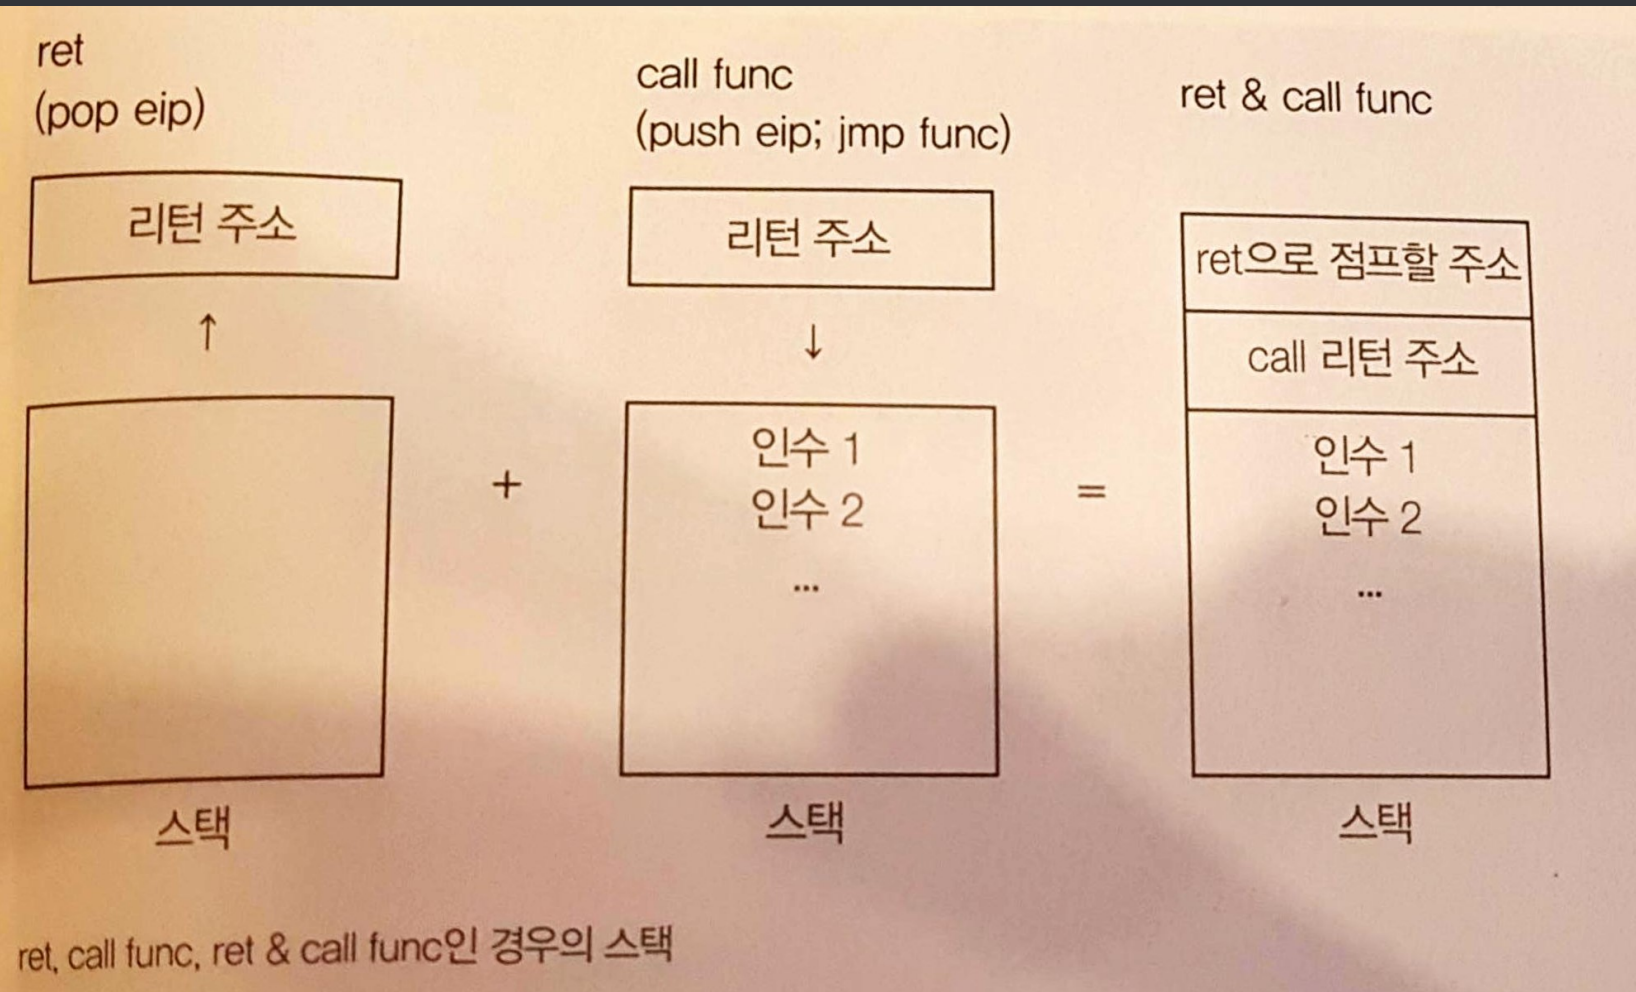 ret
(pop eip)
리턴 주소
↑
스택
+
call func
(push eip; jmp func)
리턴 주소
↓
인수 1
인수 2
...
스택
=
ret & call func
ret으로 점프할 주소
call 리턴 주소
인수 1
인수 2
...
스택
ret, call func, ret & call func인 경우의 스택